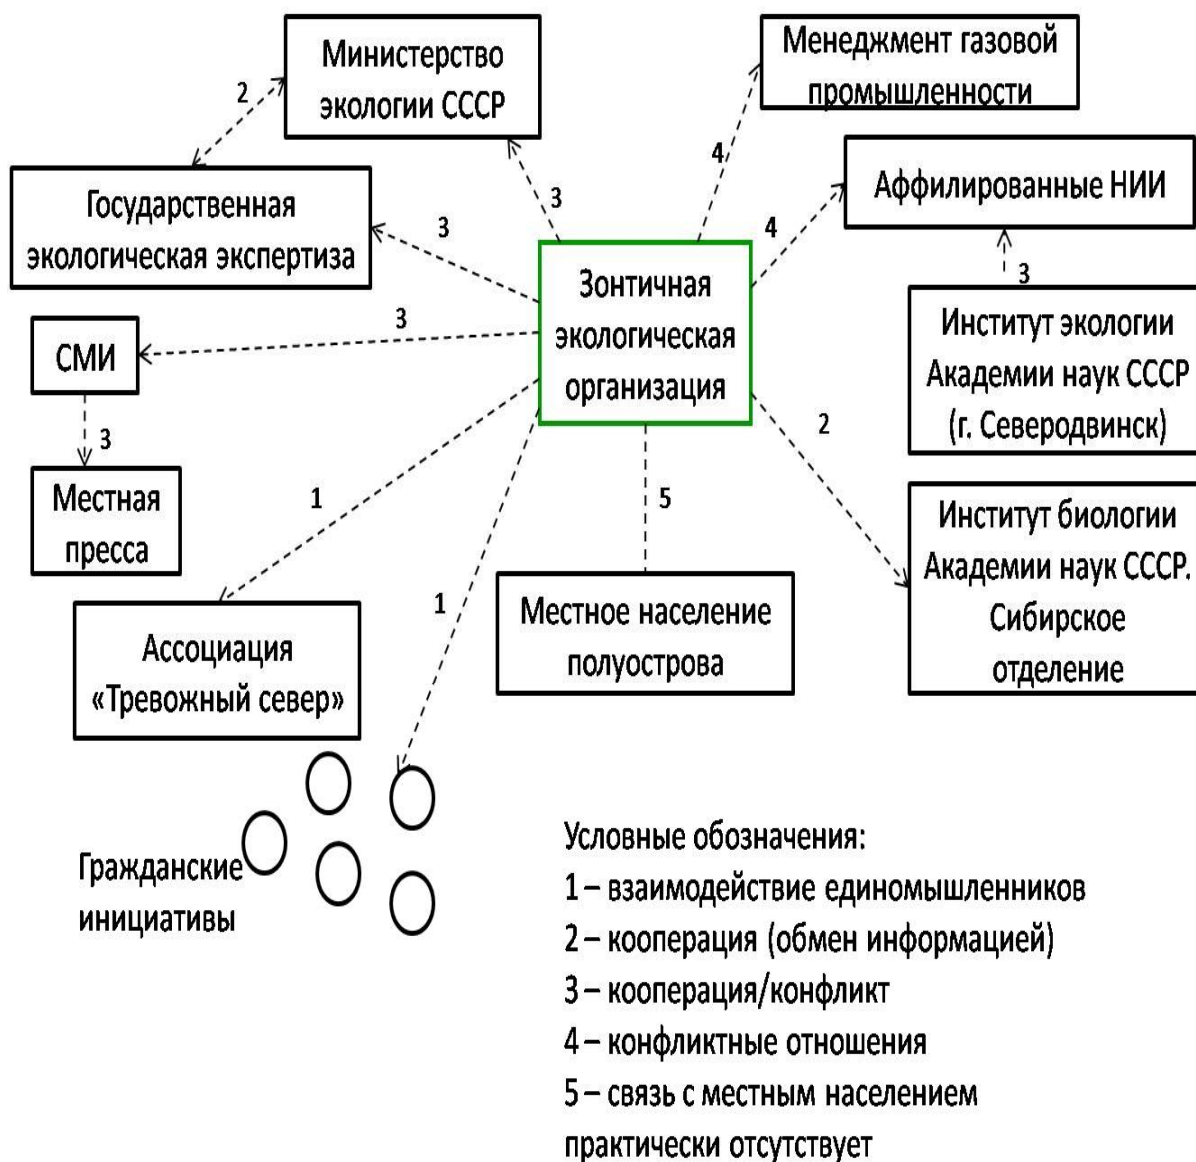 Министерство
экологии СССР
Менеджмент газовой
промышленности
2
4
3
Государственная
экологическая экспертиза
3
4
Аффилированные НИИ
3
Зонтичная
экологическая
организация
Институт экологии
Академии наук СССР
(г. Северодвинск)
3
СМИ
3
Местная
пресса
1
5
2
Институт биологии
Академии наук СССР.
Сибирское
отделение
1
Местное население
полуострова
Ассоциация
«Тревожный север»
Гражданские
инициативы
Условные обозначения:
1 – взаимодействие единомышленников
2 – кооперация (обмен информацией)
3 – кооперация/конфликт
4 – конфликтные отношения
5 – связь с местным населением
практически отсутствует